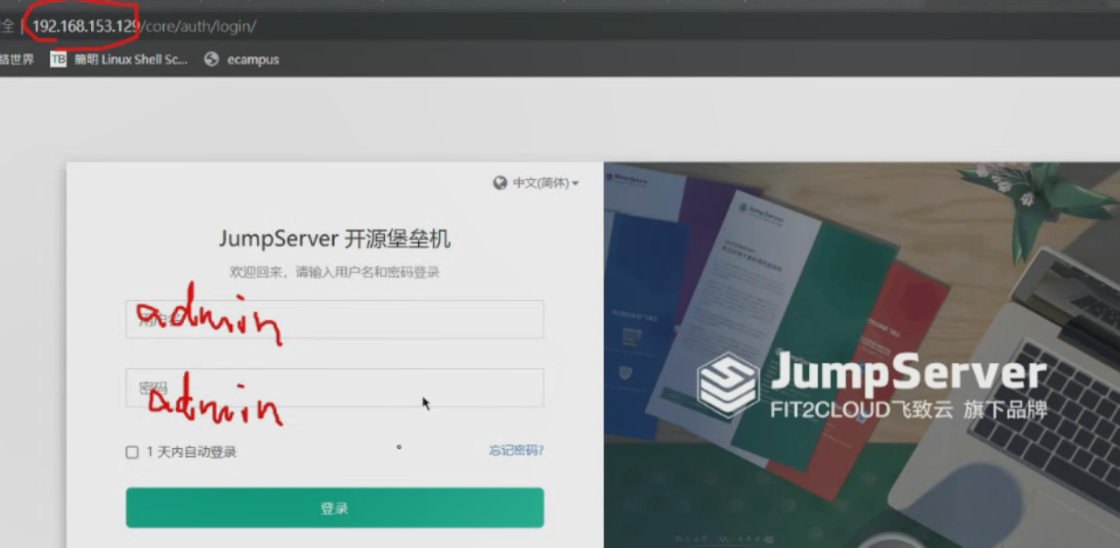 全 | 192.168.153.129/core/auth/login/
络世界 TB 簡明 Linux Shell Sc... ecampus
中文(简体)
JumpServer 开源堡垒机
欢迎回来，请输入用户名和密码登录
用户名
admin
密码
admin
1 天内自动登录
忘记密码?
登录
JumpServer
JumpServer
JumpServer
FIT2CLOUD飞致云 旗下品牌